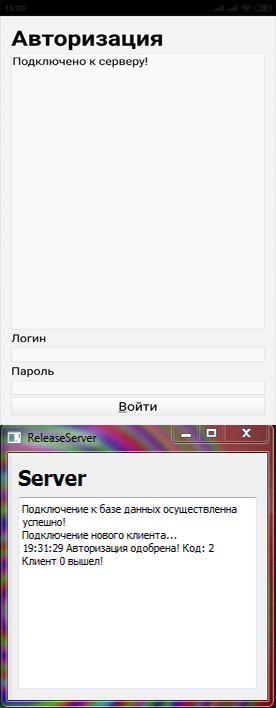 15:03
Авторизация
Подключено к серверу!
Логин
Пароль
Войти
ReleaseServer
Server
Подключение к базе данных осуществленна
успешно!
Подключение нового клиента...
19:31:29 Авторизация одобрена! Код: 2
Клиент 0 вышел!